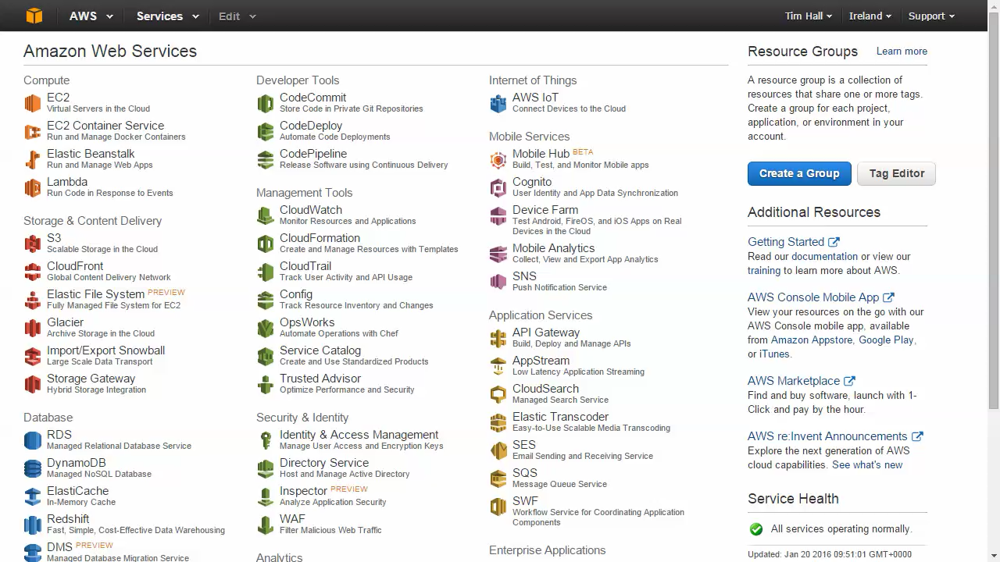 AWS
Services
Edit
Tim Hall
Ireland
Support
Amazon Web Services
Compute
EC2
Virtual Servers in the Cloud
EC2 Container Service
Run and Manage Docker Containers
Elastic Beanstalk
Run and Manage Web Apps
Lambda
Run Code in Response to Events
Storage & Content Delivery
S3
Scalable Storage in the Cloud
CloudFront
Global Content Delivery Network
Elastic File System PREVIEW
Fully Managed File System for EC2
Glacier
Archive Storage in the Cloud
Import/Export Snowball
Large Scale Data Transport
Storage Gateway
Hybrid Storage Integration
Database
RDS
Managed Relational Database Service
DynamoDB
Managed NoSQL Database
ElastiCache
In-Memory Cache
Redshift
Fast, Simple, Cost-Effective Data Warehousing
DMS PREVIEW
Managed Database Migration Service
Developer Tools
CodeCommit
Store Code in Private Git Repositories
CodeDeploy
Automate Code Deployments
CodePipeline
Release Software using Continuous Delivery
Management Tools
CloudWatch
Monitor Resources and Applications
CloudFormation
Create and Manage Resources with Templates
CloudTrail
Track User Activity and API Usage
Config
Track Resource Inventory and Changes
OpsWorks
Automate Operations with Chef
Service Catalog
Create and Use Standardized Products
Trusted Advisor
Optimize Performance and Security
Security & Identity
Identity & Access Management
Manage User Access and Encryption Keys
Directory Service
Host and Manage Active Directory
Inspector PREVIEW
Analyze Application Security
WAF
Filter Malicious Web Traffic
Analytics
Internet of Things
AWS IoT
Connect Devices to the Cloud
Mobile Services
Mobile Hub BETA
Build, Test, and Monitor Mobile apps
Cognito
User Identity and App Data Synchronization
Device Farm
Test Android, FireOS, and iOS Apps on Real
Devices in the Cloud
Mobile Analytics
Collect, View and Export App Analytics
SNS
Push Notification Service
Application Services
API Gateway
Build, Deploy and Manage APIs
AppStream
Low Latency Application Streaming
CloudSearch
Managed Search Service
Elastic Transcoder
Easy-to-Use Scalable Media Transcoding
SES
Email Sending and Receiving Service
SQS
Message Queue Service
SWF
Workflow Service for Coordinating Application
Components
Enterprise Applications
Resource Groups
Learn more
A resource group is a collection of
resources that share one or more tags.
Create a group for each project,
application, or environment in your
account.
Create a Group
Tag Editor
Additional Resources
Getting Started
Read our documentation or view our
training to learn more about AWS.
AWS Console Mobile App
View your resources on the go with our
AWS Console mobile app, available
from Amazon Appstore, Google Play,
or iTunes.
AWS Marketplace
Find and buy software, launch with 1-
Click and pay by the hour.
AWS re:Invent Announcements
Explore the next generation of AWS
cloud capabilities. See what's new
Service Health
All services operating normally.
Updated: Jan 20 2016 09:51:01 GMT+0000